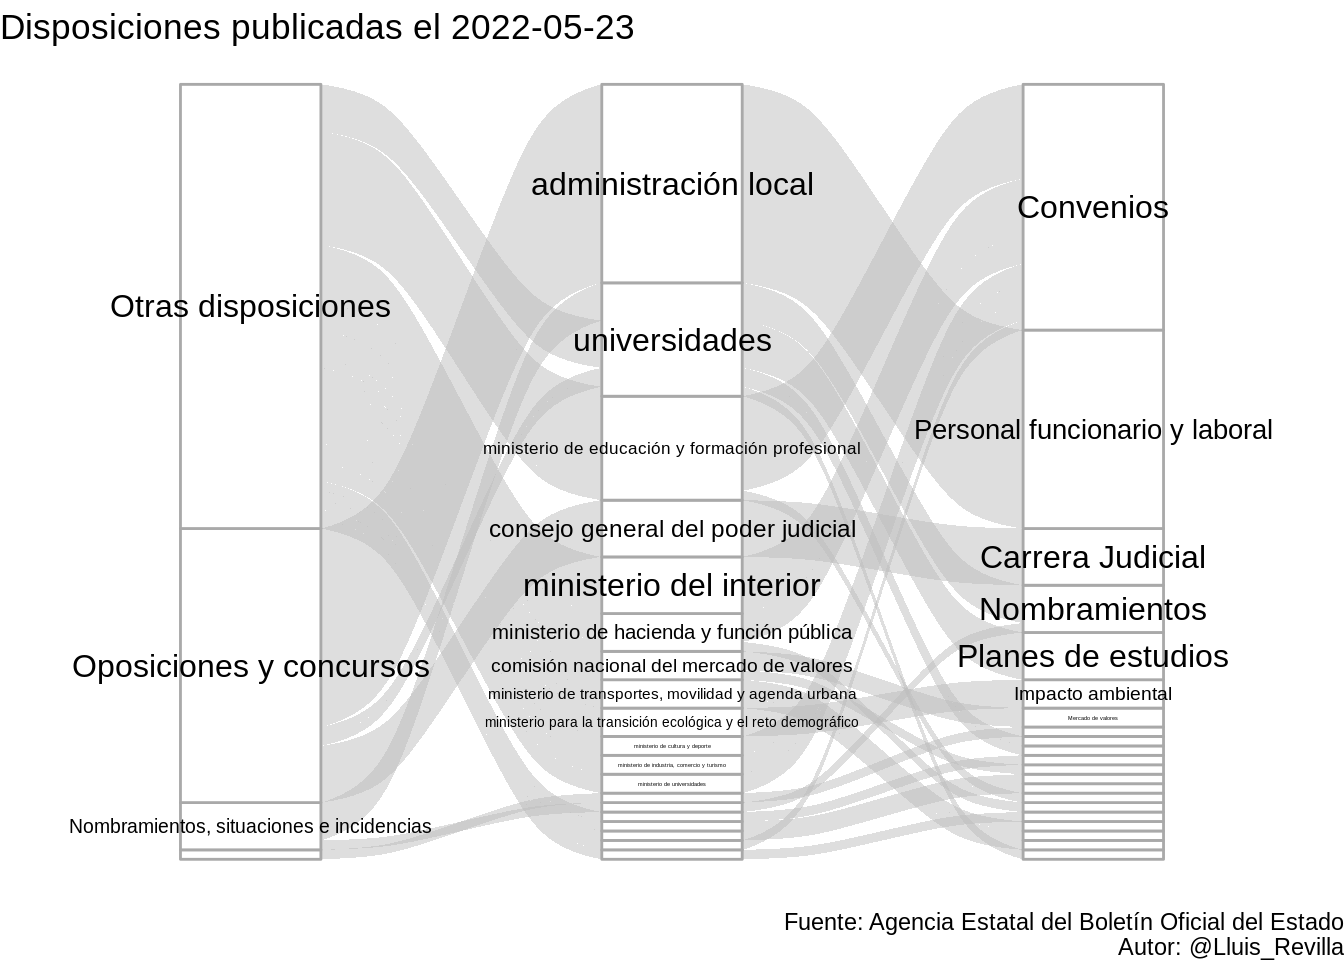 Disposiciones publicadas el 2022-05-23
Otras disposiciones
Oposiciones y concursos
Nombramientos, situaciones e incidencias
administración local
universidades
ministerio de educación y formación profesional
consejo general del poder judicial
ministerio del interior
ministerio de hacienda y función pública
comisión nacional del mercado de valores
ministerio de transportes, movilidad y agenda urbana
ministerio para la transición ecológica y el reto demográfico
ministerio de cultura y deporte
ministerio de industria, comercio y turismo
ministerio de universidades
Convenios
Personal funcionario y laboral
Carrera Judicial
Nombramientos
Planes de estudios
Impacto ambiental
Mercado de valores
Fuente: Agencia Estatal del Boletín Oficial del Estado
Autor: @Lluis_Revilla